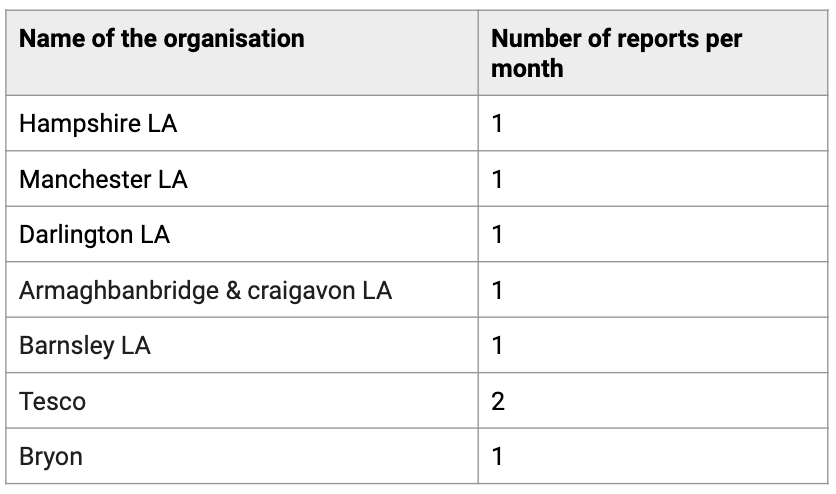 Name of the organisation
Number of reports per
month
Hampshire LA
1
Manchester LA
1
Darlington LA
1
Armaghbanbridge & craigavon LA
1
Barnsley LA
1
Tesco
2
Bryon
1